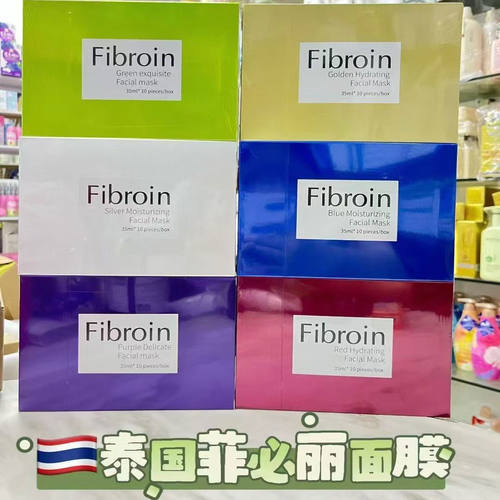 Fibroin
Green exquisite
Facial mask
35ml* 10 pieces/box
Fibroin
Golden Hydrating
Facial Mask
35ml* 10 pieces/box
Fibroin
Silver Moisturizing
Facial Mask
35ml* 10 pieces/box
Fibroin
Blue Moisturizing
Facial Mask
35ml* 10 pieces/box
Fibroin
Purple Delicate
Facial mask
35ml* 10 pieces/box
Fibroin
Red Hydrating
Facial Mask
35ml* 10 pieces/box
泰国菲必丽面膜